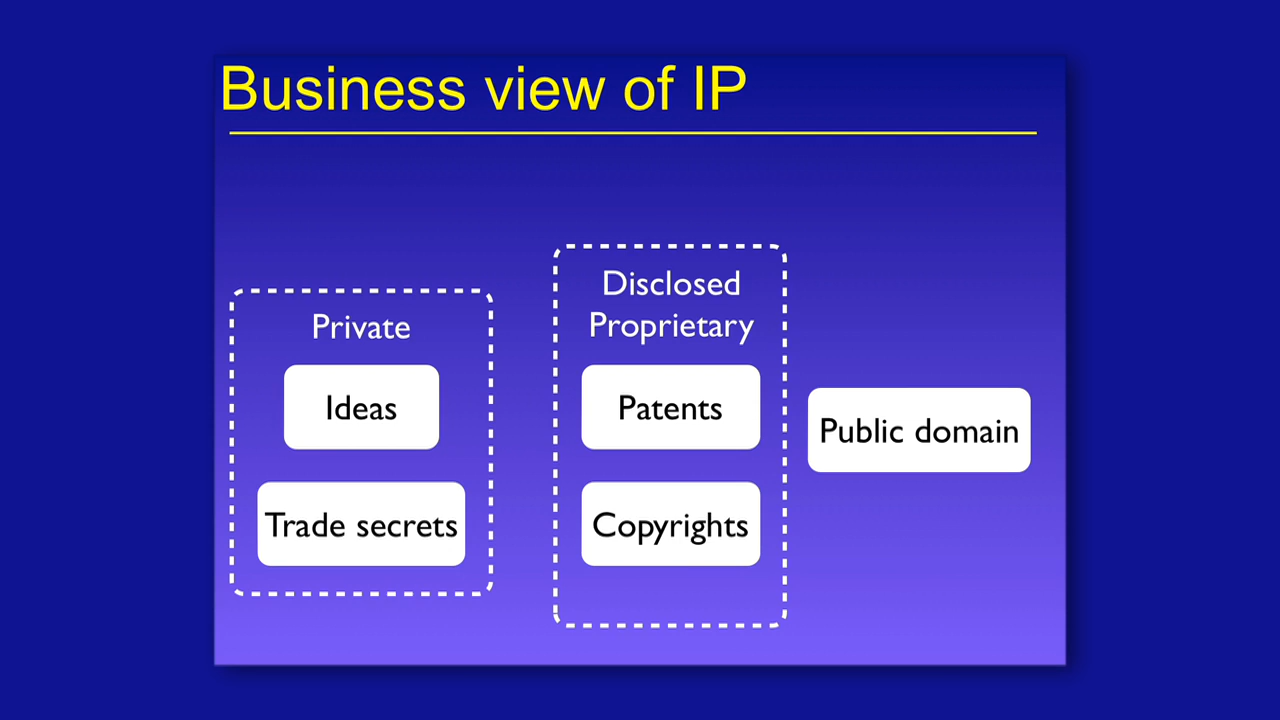 Business view of IP
Private
Ideas
Trade secrets
Disclosed
Proprietary
Patents
Copyrights
Public domain